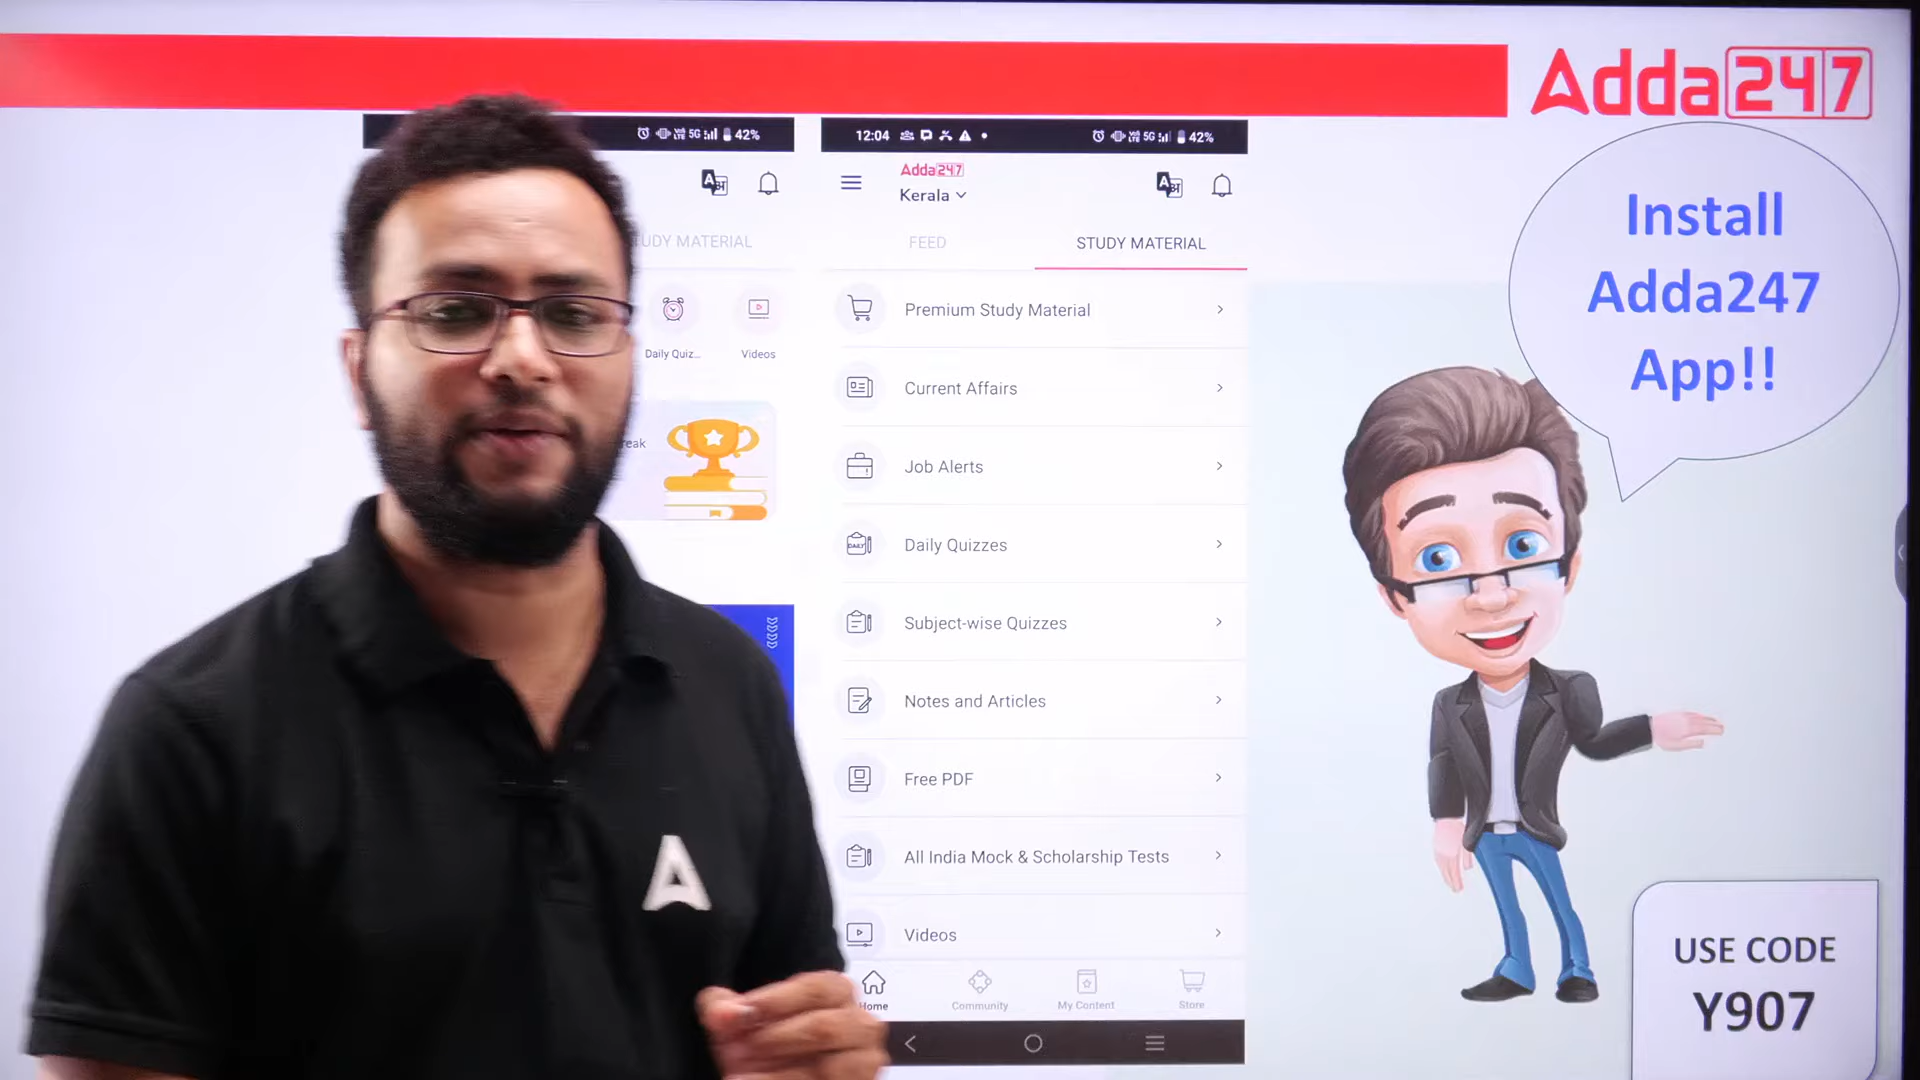 Adda247
Install
Adda247
App!!
42%
UDY MATERIAL
Daily Quiz...
Videos
reak
12:04
5G
42%
Adda247
Kerala
FEED
STUDY MATERIAL
Premium Study Material
Current Affairs
Job Alerts
Daily Quizzes
Subject-wise Quizzes
Notes and Articles
Free PDF
All India Mock & Scholarship Tests
Videos
Home
Community
My Content
Store
USE CODE
Y907